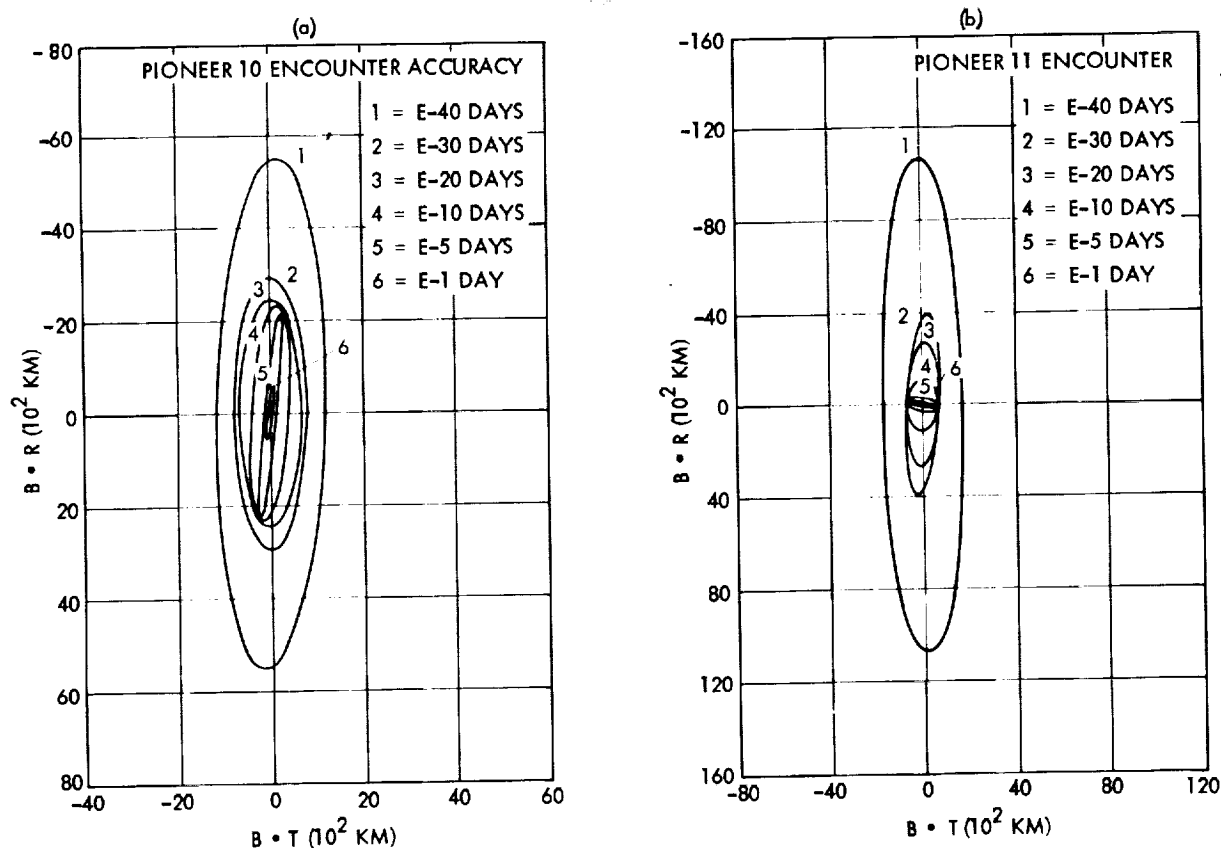 (a)
PIONEER 10 ENCOUNTER ACCURACY
1 = E-40 DAYS
2 = E-30 DAYS
3 = E-20 DAYS
4 = E-10 DAYS
5 = E-5 DAYS
6 = E-1 DAY
1
2
3
4
5
6
-80
-60
-40
-20
0
20
40
60
80
B • R (10² KM)
-40
-20
0
20
40
60
B • T (10² KM)
(b)
PIONEER 11 ENCOUNTER
1 = E-40 DAYS
2 = E-30 DAYS
3 = E-20 DAYS
4 = E-10 DAYS
5 = E-5 DAYS
6 = E-1 DAY
1
2
3
4
5
6
-160
-120
-80
-40
0
40
80
120
160
B • R (10² KM)
-80
-40
0
40
80
120
B • T (10² KM)